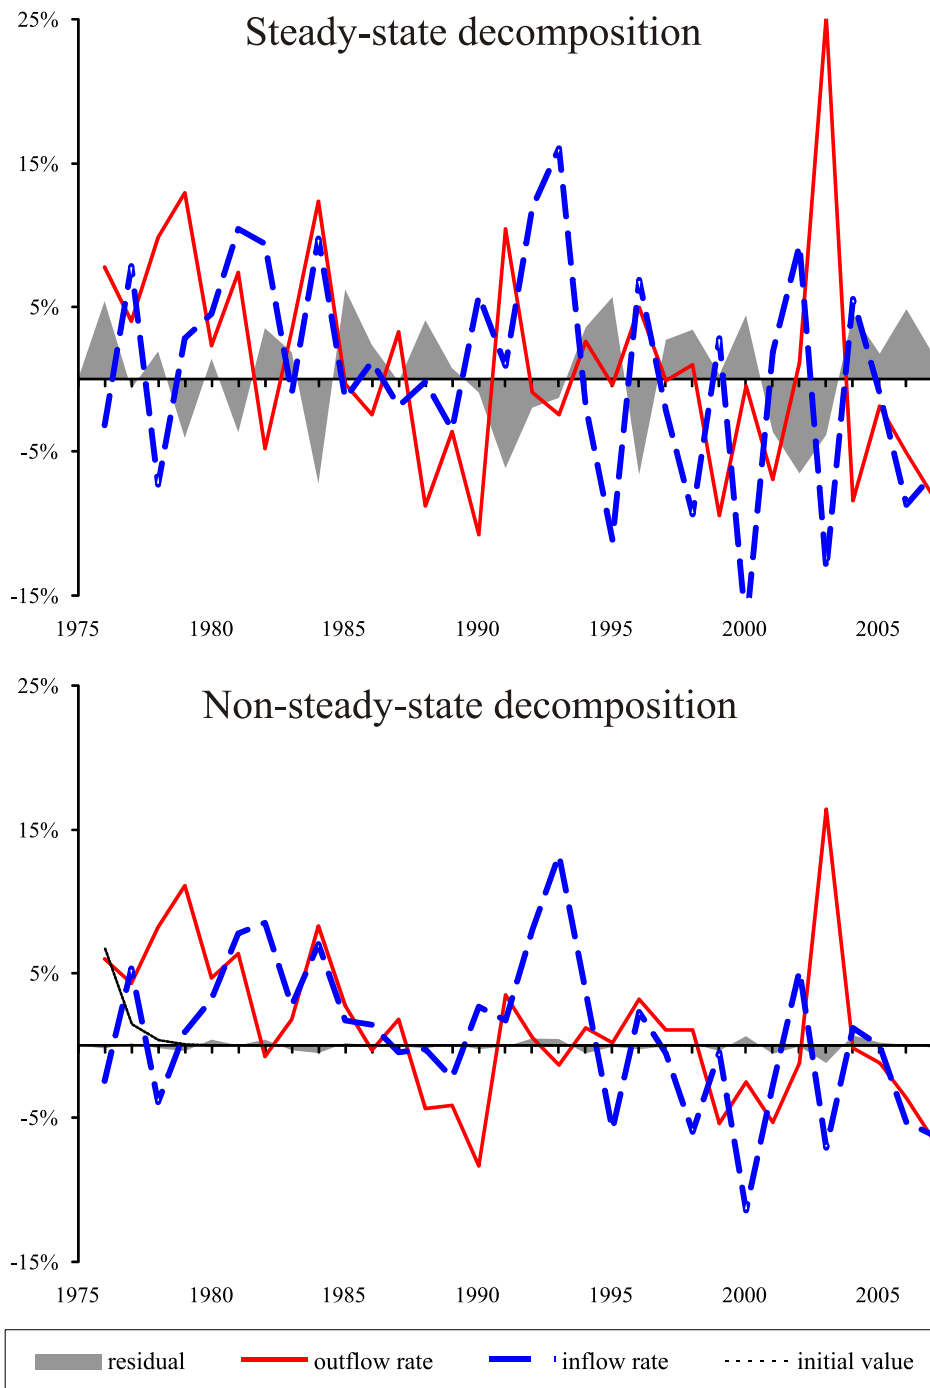 Steady-state decomposition
25%
15%
5%
-5%
-15%
1975 1980 1985 1990 1995 2000 2005
Non-steady-state decomposition
25%
15%
5%
-5%
-15%
1975 1980 1985 1990 1995 2000 2005
residual outflow rate inflow rate initial value